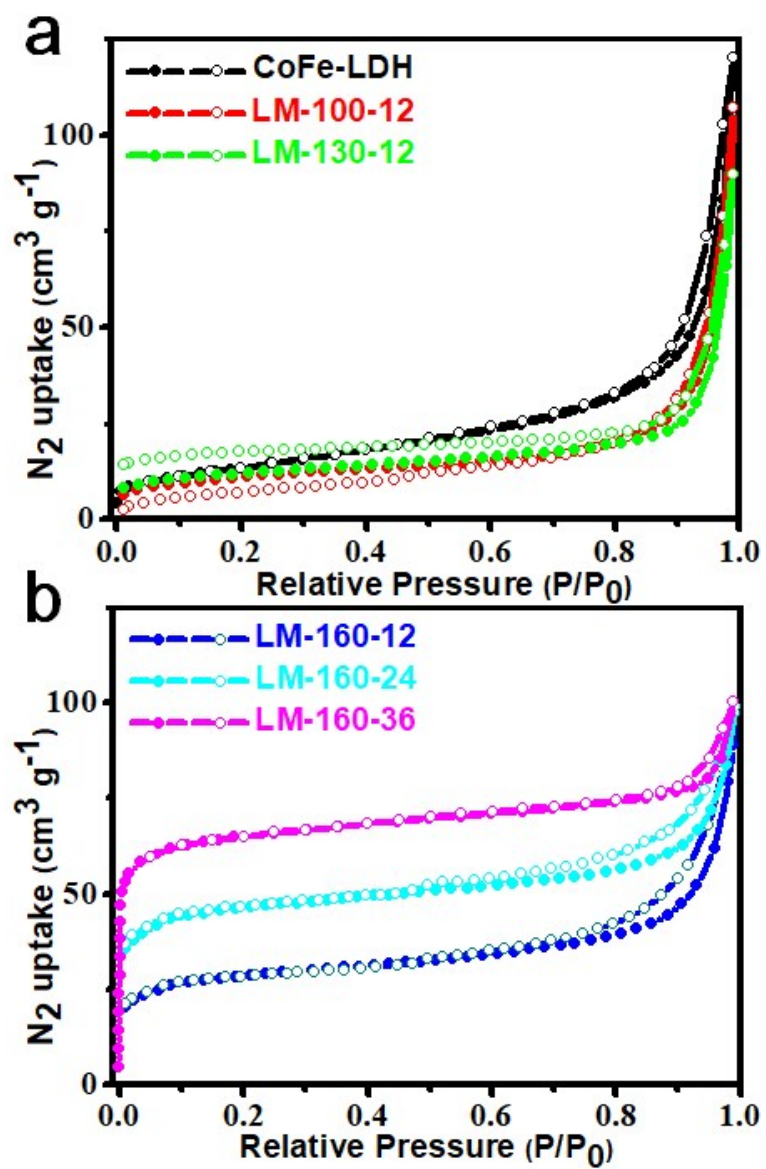 a
CoFe-LDH
LM-100-12
LM-130-12
100
50
0
N2 uptake (cm³ g⁻¹)
0.0 0.2 0.4 0.6 0.8 1.0
Relative Pressure (P/P0)
b
LM-160-12
LM-160-24
LM-160-36
100
50
0
N2 uptake (cm³ g⁻¹)
0.0 0.2 0.4 0.6 0.8 1.0
Relative Pressure (P/P0)